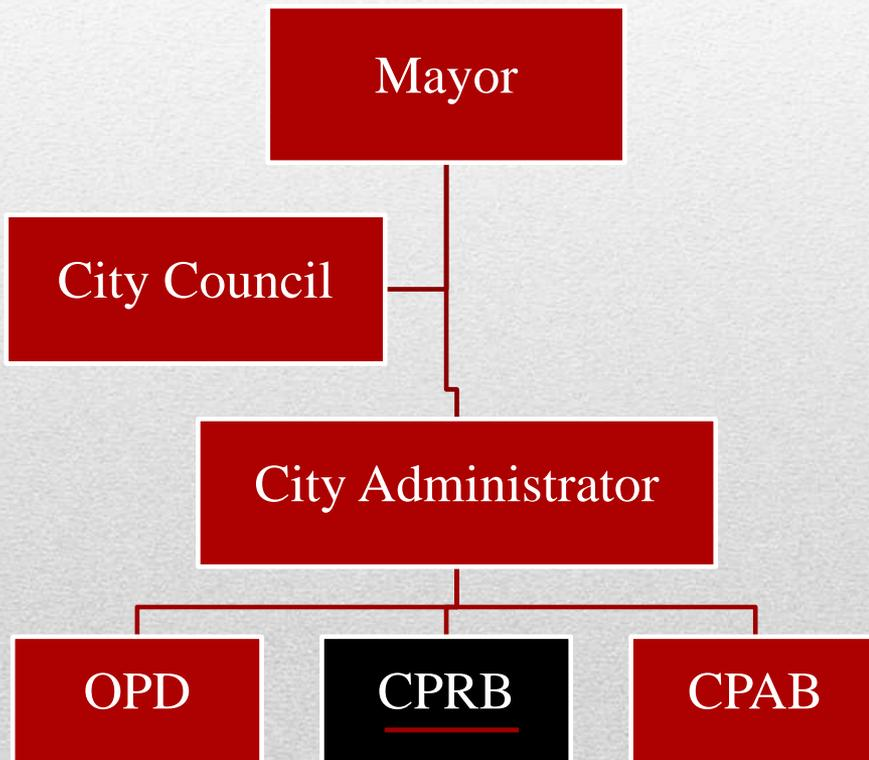 Mayor
City Council
City Administrator
OPD
CPRB
CPAB